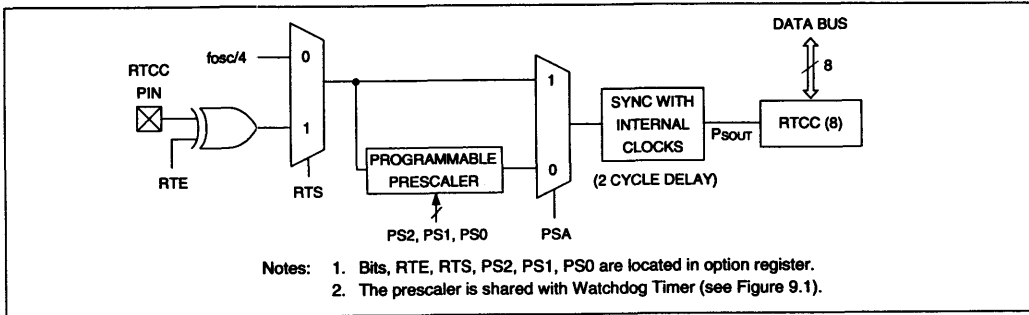 DATA BUS
8
fosc/4
0
RTCC
PIN
1
RTE
RTS
PROGRAMMABLE
PRESCALER
PS2, PS1, PS0
1
0
PSA
SYNC WITH
INTERNAL
CLOCKS
(2 CYCLE DELAY)
PSOUT
RTCC (8)
Notes: 1. Bits, RTE, RTS, PS2, PS1, PS0 are located in option register.
2. The prescaler is shared with Watchdog Timer (see Figure 9.1).